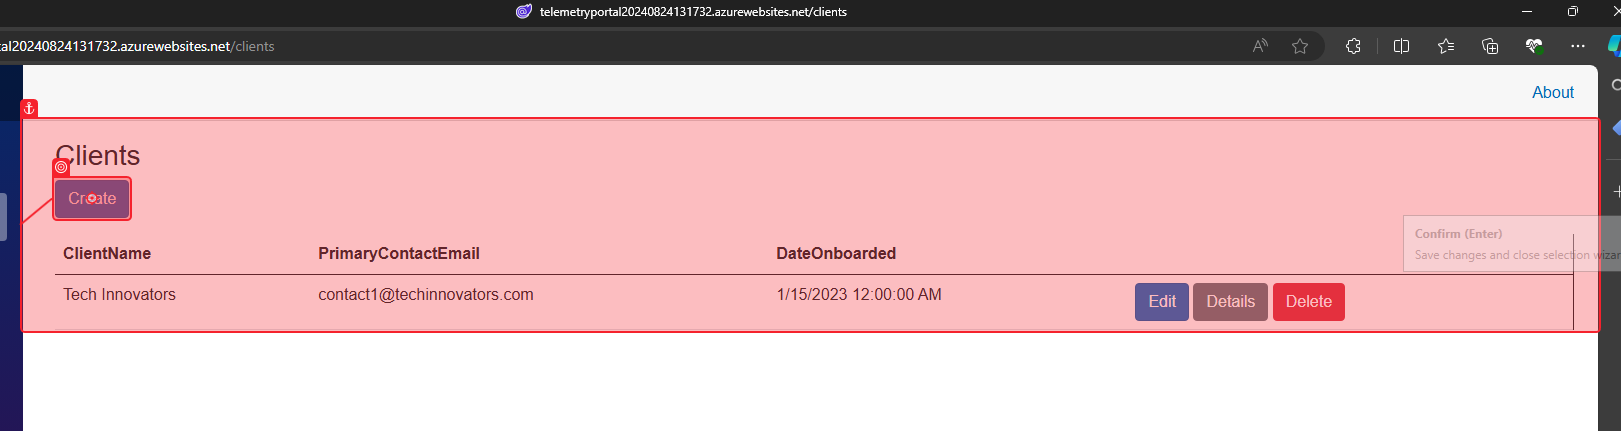 telemetryportal20240824131732.azurewebsites.net/clients
tal20240824131732.azurewebsites.net/clients
About
Clients
Create
ClientName PrimaryContactEmail DateOnboarded
Confirm (Enter)
Save changes and close selection wizar
Tech Innovators contact1@techinnovators.com 1/15/2023 12:00:00 AM Edit Details Delete